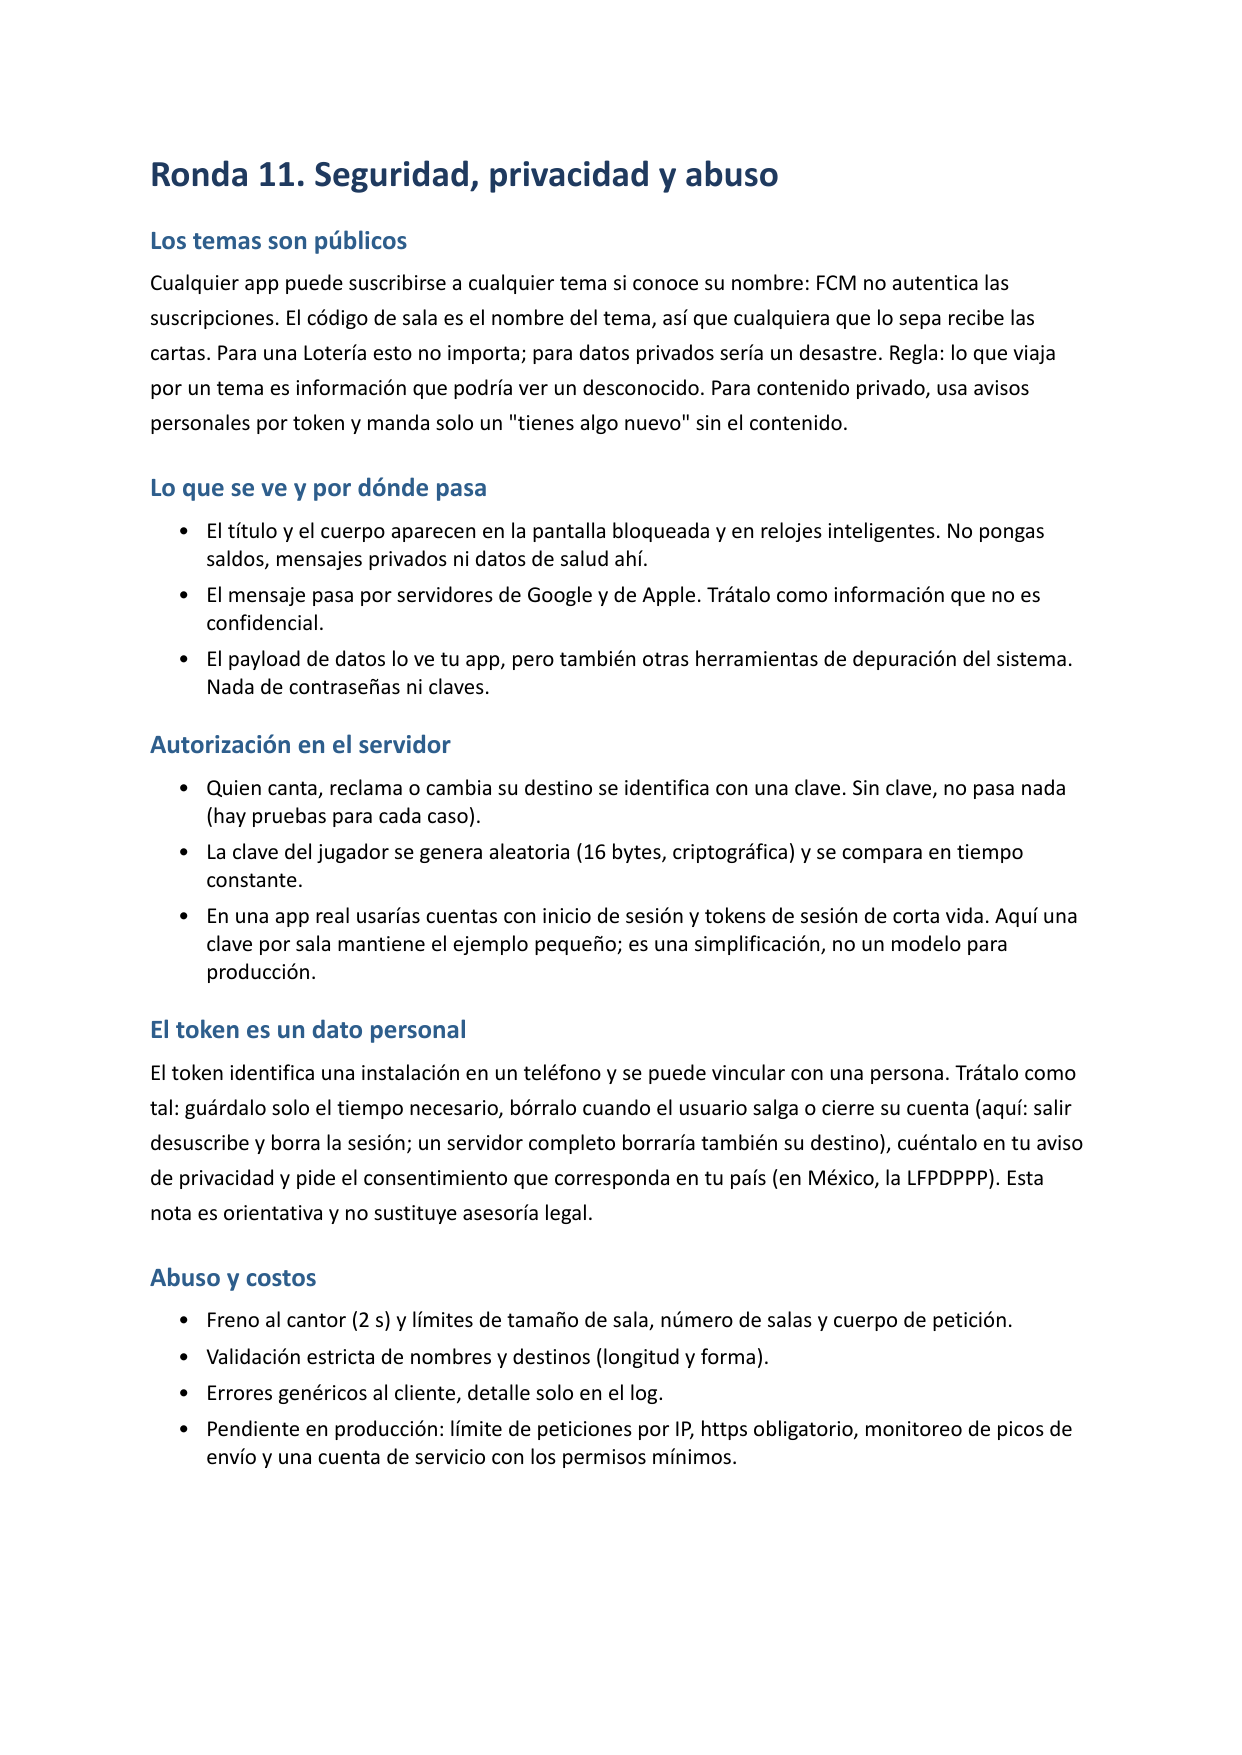 Ronda 11. Seguridad, privacidad y abuso
Los temas son públicos
Cualquier app puede suscribirse a cualquier tema si conoce su nombre: FCM no autentica las
suscripciones. El código de sala es el nombre del tema, así que cualquiera que lo sepa recibe las
cartas. Para una Lotería esto no importa; para datos privados sería un desastre. Regla: lo que viaja
por un tema es información que podría ver un desconocido. Para contenido privado, usa avisos
personales por token y manda solo un "tienes algo nuevo" sin el contenido.
Lo que se ve y por dónde pasa
• El título y el cuerpo aparecen en la pantalla bloqueada y en relojes inteligentes. No pongas
saldos, mensajes privados ni datos de salud ahí.
• El mensaje pasa por servidores de Google y de Apple. Trátalo como información que no es
confidencial.
• El payload de datos lo ve tu app, pero también otras herramientas de depuración del sistema.
Nada de contraseñas ni claves.
Autorización en el servidor
• Quien canta, reclama o cambia su destino se identifica con una clave. Sin clave, no pasa nada
(hay pruebas para cada caso).
• La clave del jugador se genera aleatoria (16 bytes, criptográfica) y se compara en tiempo
constante.
• En una app real usarías cuentas con inicio de sesión y tokens de sesión de corta vida. Aquí una
clave por sala mantiene el ejemplo pequeño; es una simplificación, no un modelo para
producción.
El token es un dato personal
El token identifica una instalación en un teléfono y se puede vincular con una persona. Trátalo como
tal: guárdalo solo el tiempo necesario, bórralo cuando el usuario salga o cierre su cuenta (aquí: salir
desuscribe y borra la sesión; un servidor completo borraría también su destino), cuéntalo en tu aviso
de privacidad y pide el consentimiento que corresponda en tu país (en México, la LFPDPPP). Esta
nota es orientativa y no sustituye asesoría legal.
Abuso y costos
• Freno al cantor (2 s) y límites de tamaño de sala, número de salas y cuerpo de petición.
• Validación estricta de nombres y destinos (longitud y forma).
• Errores genéricos al cliente, detalle solo en el log.
• Pendiente en producción: límite de peticiones por IP, https obligatorio, monitoreo de picos de
envío y una cuenta de servicio con los permisos mínimos.